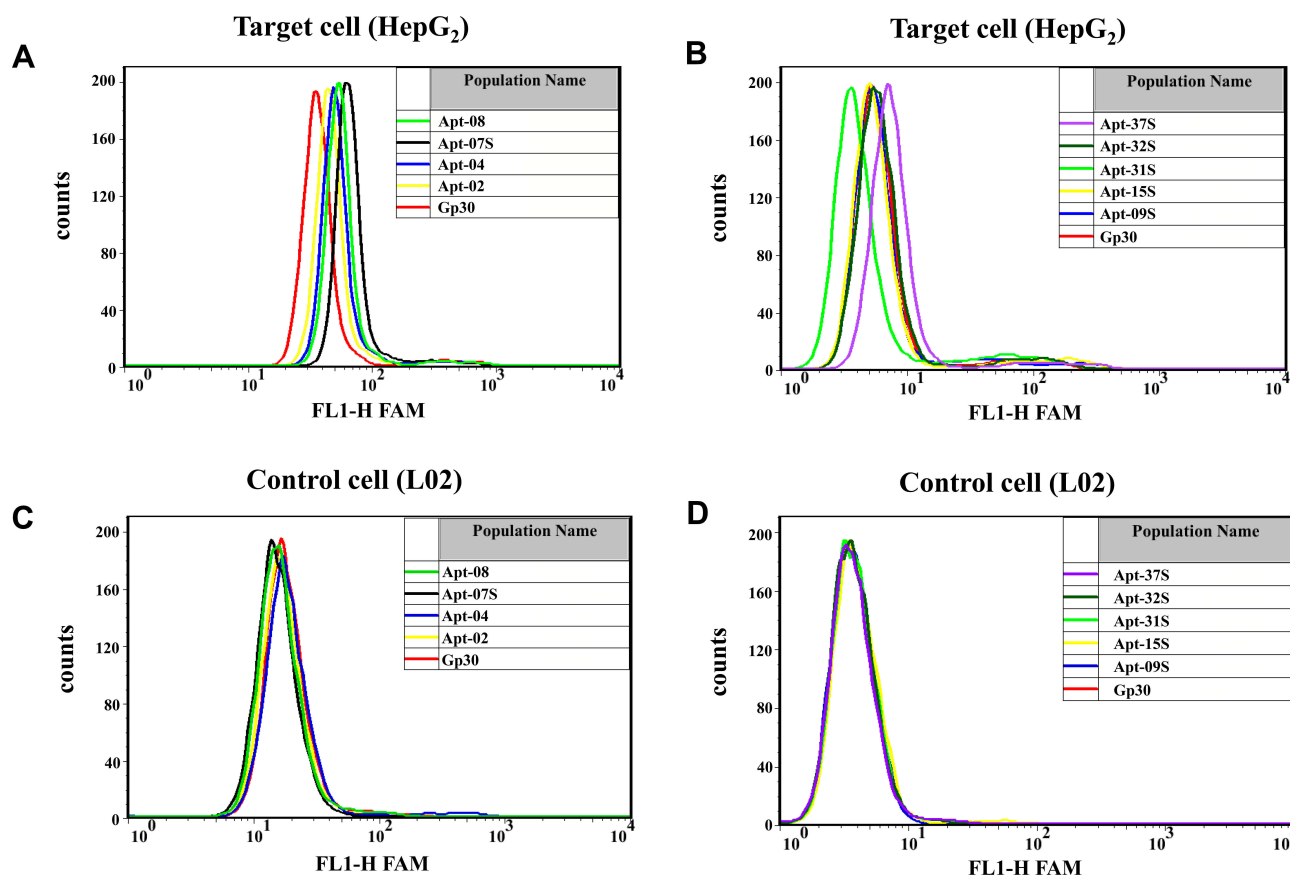 Target cell (HepG2)
A
counts
200
160
120
80
40
0
Population Name
Apt-08
Apt-07S
Apt-04
Apt-02
Gp30
10^0 10^1 10^2 10^3 10^4
FL1-H FAM
Target cell (HepG2)
B
counts
200
160
120
80
40
0
Population Name
Apt-37S
Apt-32S
Apt-31S
Apt-15S
Apt-09S
Gp30
10^0 10^1 10^2 10^3 10^4
FL1-H FAM
Control cell (L02)
C
counts
200
160
120
80
40
0
Population Name
Apt-08
Apt-07S
Apt-04
Apt-02
Gp30
10^0 10^1 10^2 10^3 10^4
FL1-H FAM
Control cell (L02)
D
counts
200
160
120
80
40
0
Population Name
Apt-37S
Apt-32S
Apt-31S
Apt-15S
Apt-09S
Gp30
10^0 10^1 10^2 10^3 10^4
FL1-H FAM